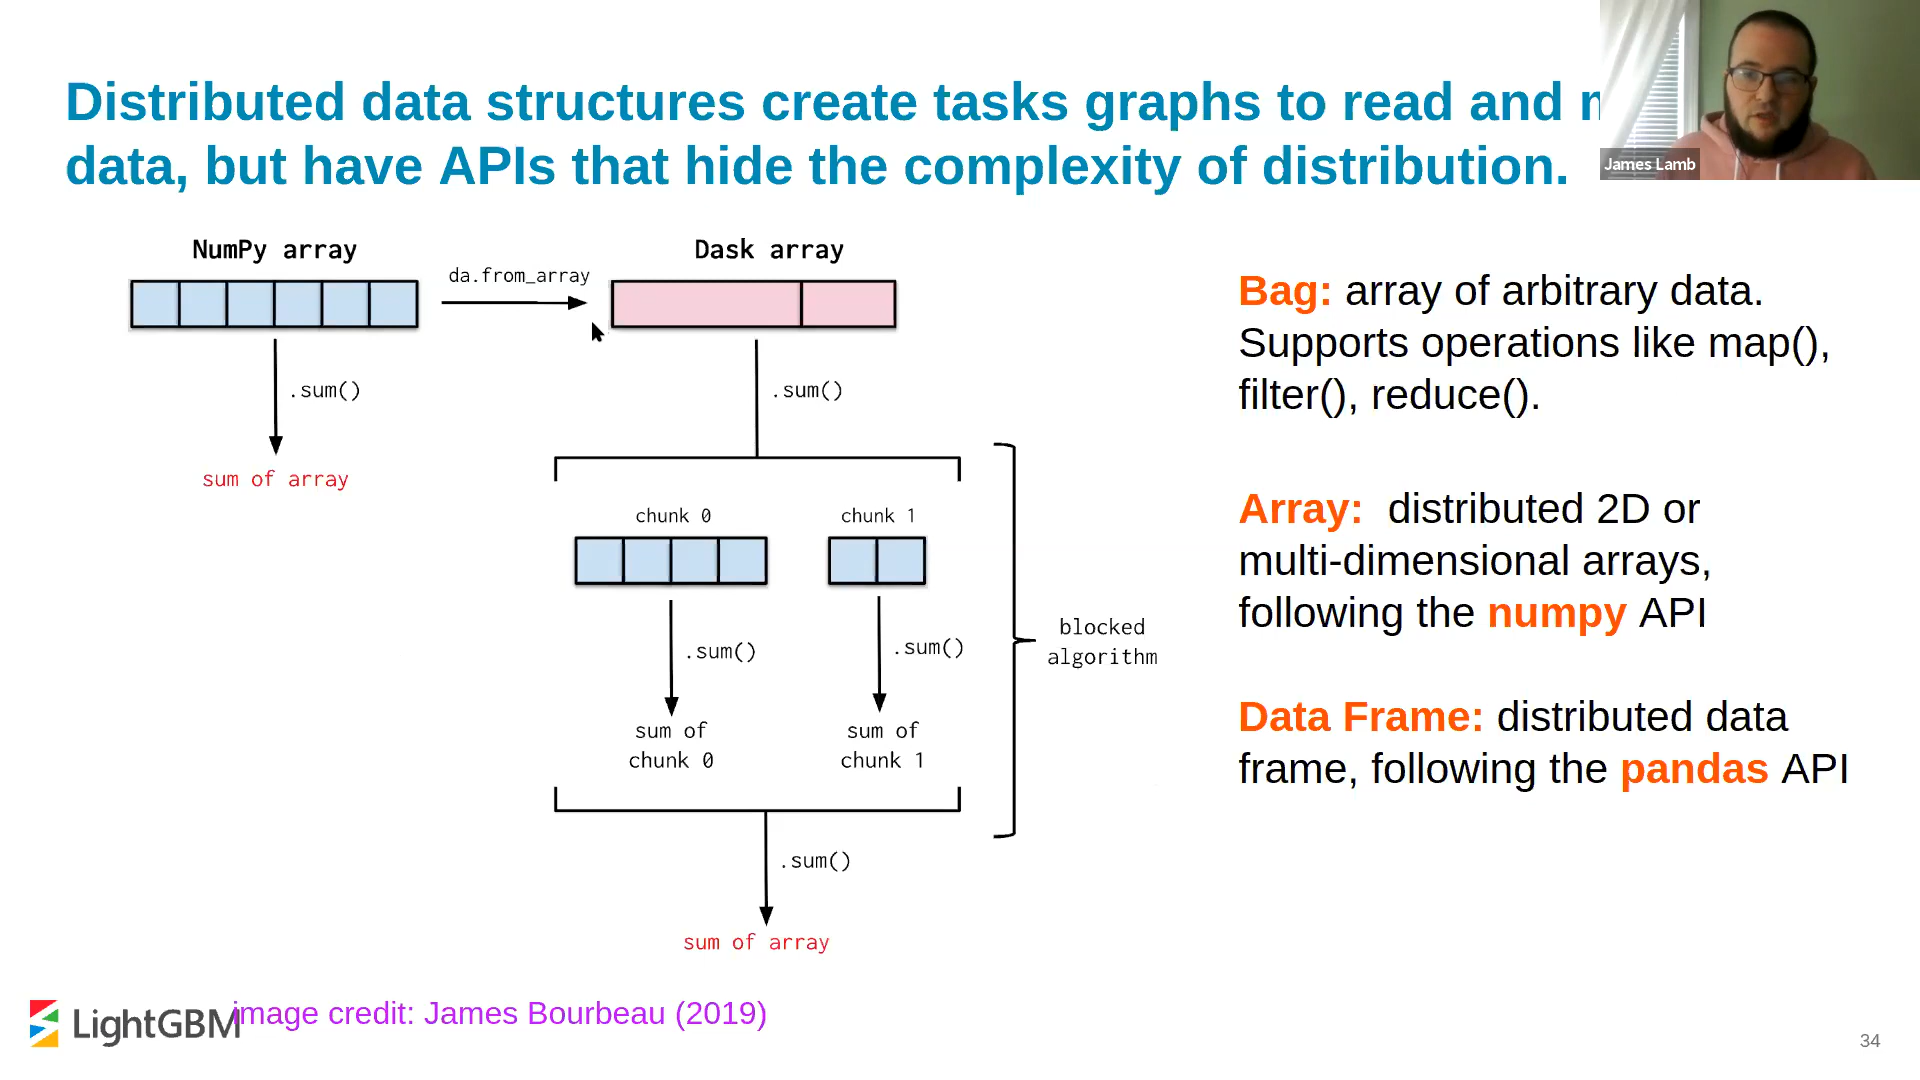 Distributed data structures create tasks graphs to read and
data, but have APIs that hide the complexity of distribution.
James Lamb
NumPy array
da.from_array
Dask array
.sum()
.sum()
sum of array
chunk 0
chunk 1
.sum()
.sum()
blocked
algorithm
sum of
chunk 0
sum of
chunk 1
.sum()
sum of array
Bag: array of arbitrary data.
Supports operations like map(),
filter(), reduce().
Array: distributed 2D or
multi-dimensional arrays,
following the numpy API
Data Frame: distributed data
frame, following the pandas API
LightGBM
image credit: James Bourbeau (2019)
34